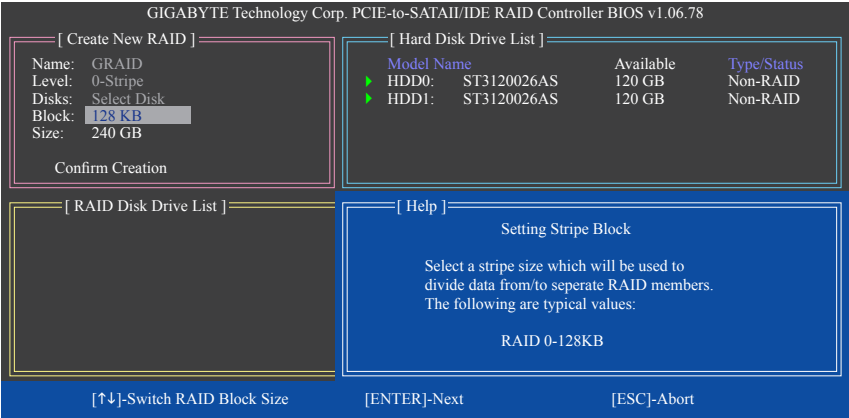 GIGABYTE Technology Corp. PCIE-to-SATAII/IDE RAID Controller BIOS v1.06.78
[ Create New RAID ]
Name: GRAID
Level: 0-Stripe
Disks: Select Disk
Block: 128 KB
Size: 240 GB
Confirm Creation
[ Hard Disk Drive List ]
Model Name Available Type/Status
HDD0: ST3120026AS 120 GB Non-RAID
HDD1: ST3120026AS 120 GB Non-RAID
[ RAID Disk Drive List ]
[ Help ]
Setting Stripe Block
Select a stripe size which will be used to
divide data from/to seperate RAID members.
The following are typical values:
RAID 0-128KB
[↑↓]-Switch RAID Block Size [ENTER]-Next [ESC]-Abort